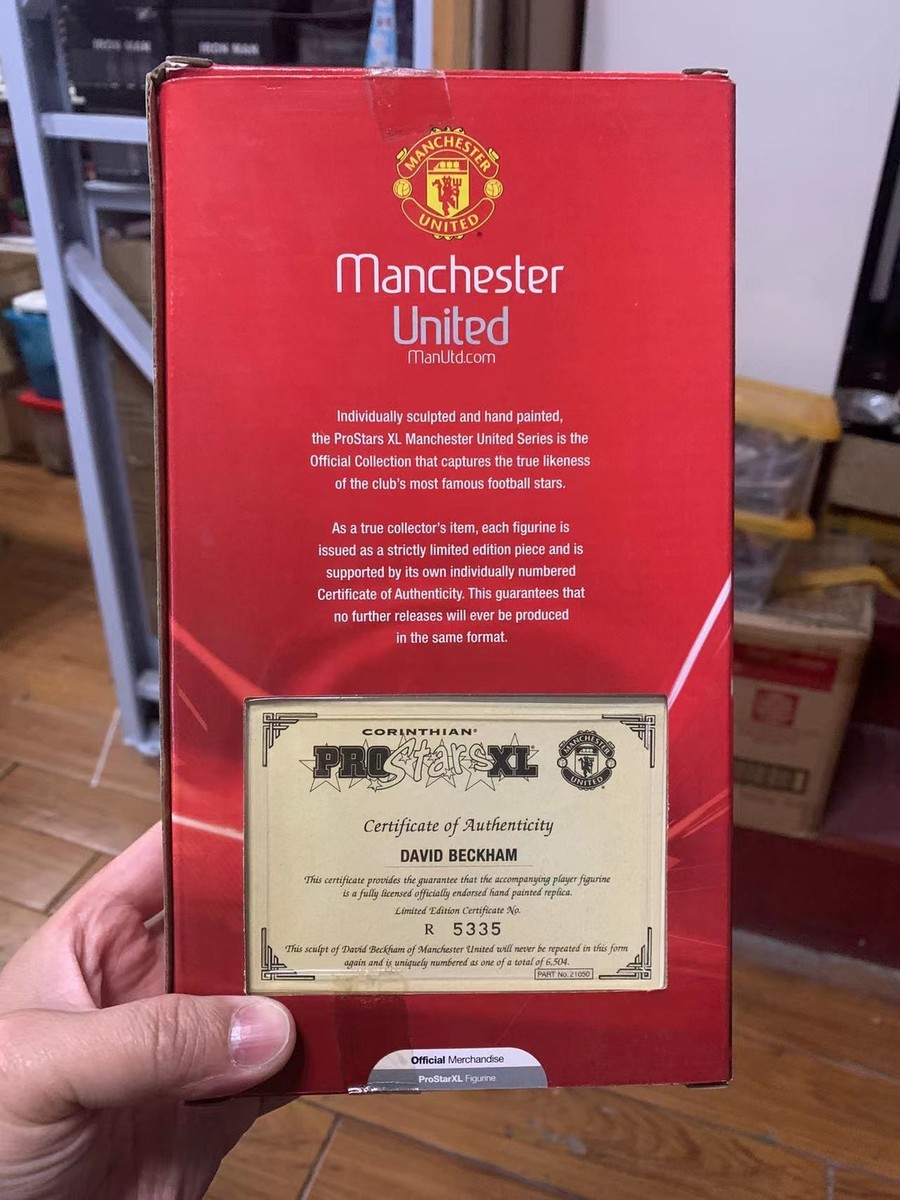 IRON MAN
IRON MAN
MANCHESTER
UNITED
Manchester
United
ManUtd.com
Individually sculpted and hand painted,
the ProStars XL Manchester United Series is the
Official Collection that captures the true likeness
of the club's most famous football stars.
As a true collector's item, each figurine is
issued as a strictly limited edition piece and is
supported by its own individually numbered
Certificate of Authenticity. This guarantees that
no further releases will ever be produced
in the same format.
CORINTHIAN®
PROStarsXL
MANCHESTER
UNITED
Certificate of Authenticity
DAVID BECKHAM
This certificate provides the guarantee that the accompanying player figurine
is a fully licensed officially endorsed hand painted replica.
Limited Edition Certificate No.
R 5335
This sculpt of David Beckham of Manchester United will never be repeated in this form
again and is uniquely numbered as one of a total of 6,504.
PART No. 21050
Official Merchandise
ProStarXL Figurine